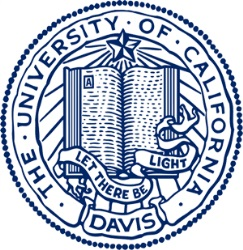 · THE · UNIVERSITY · OF · CALIFORNIA ·
A
LET THERE BE LIGHT
DAVIS